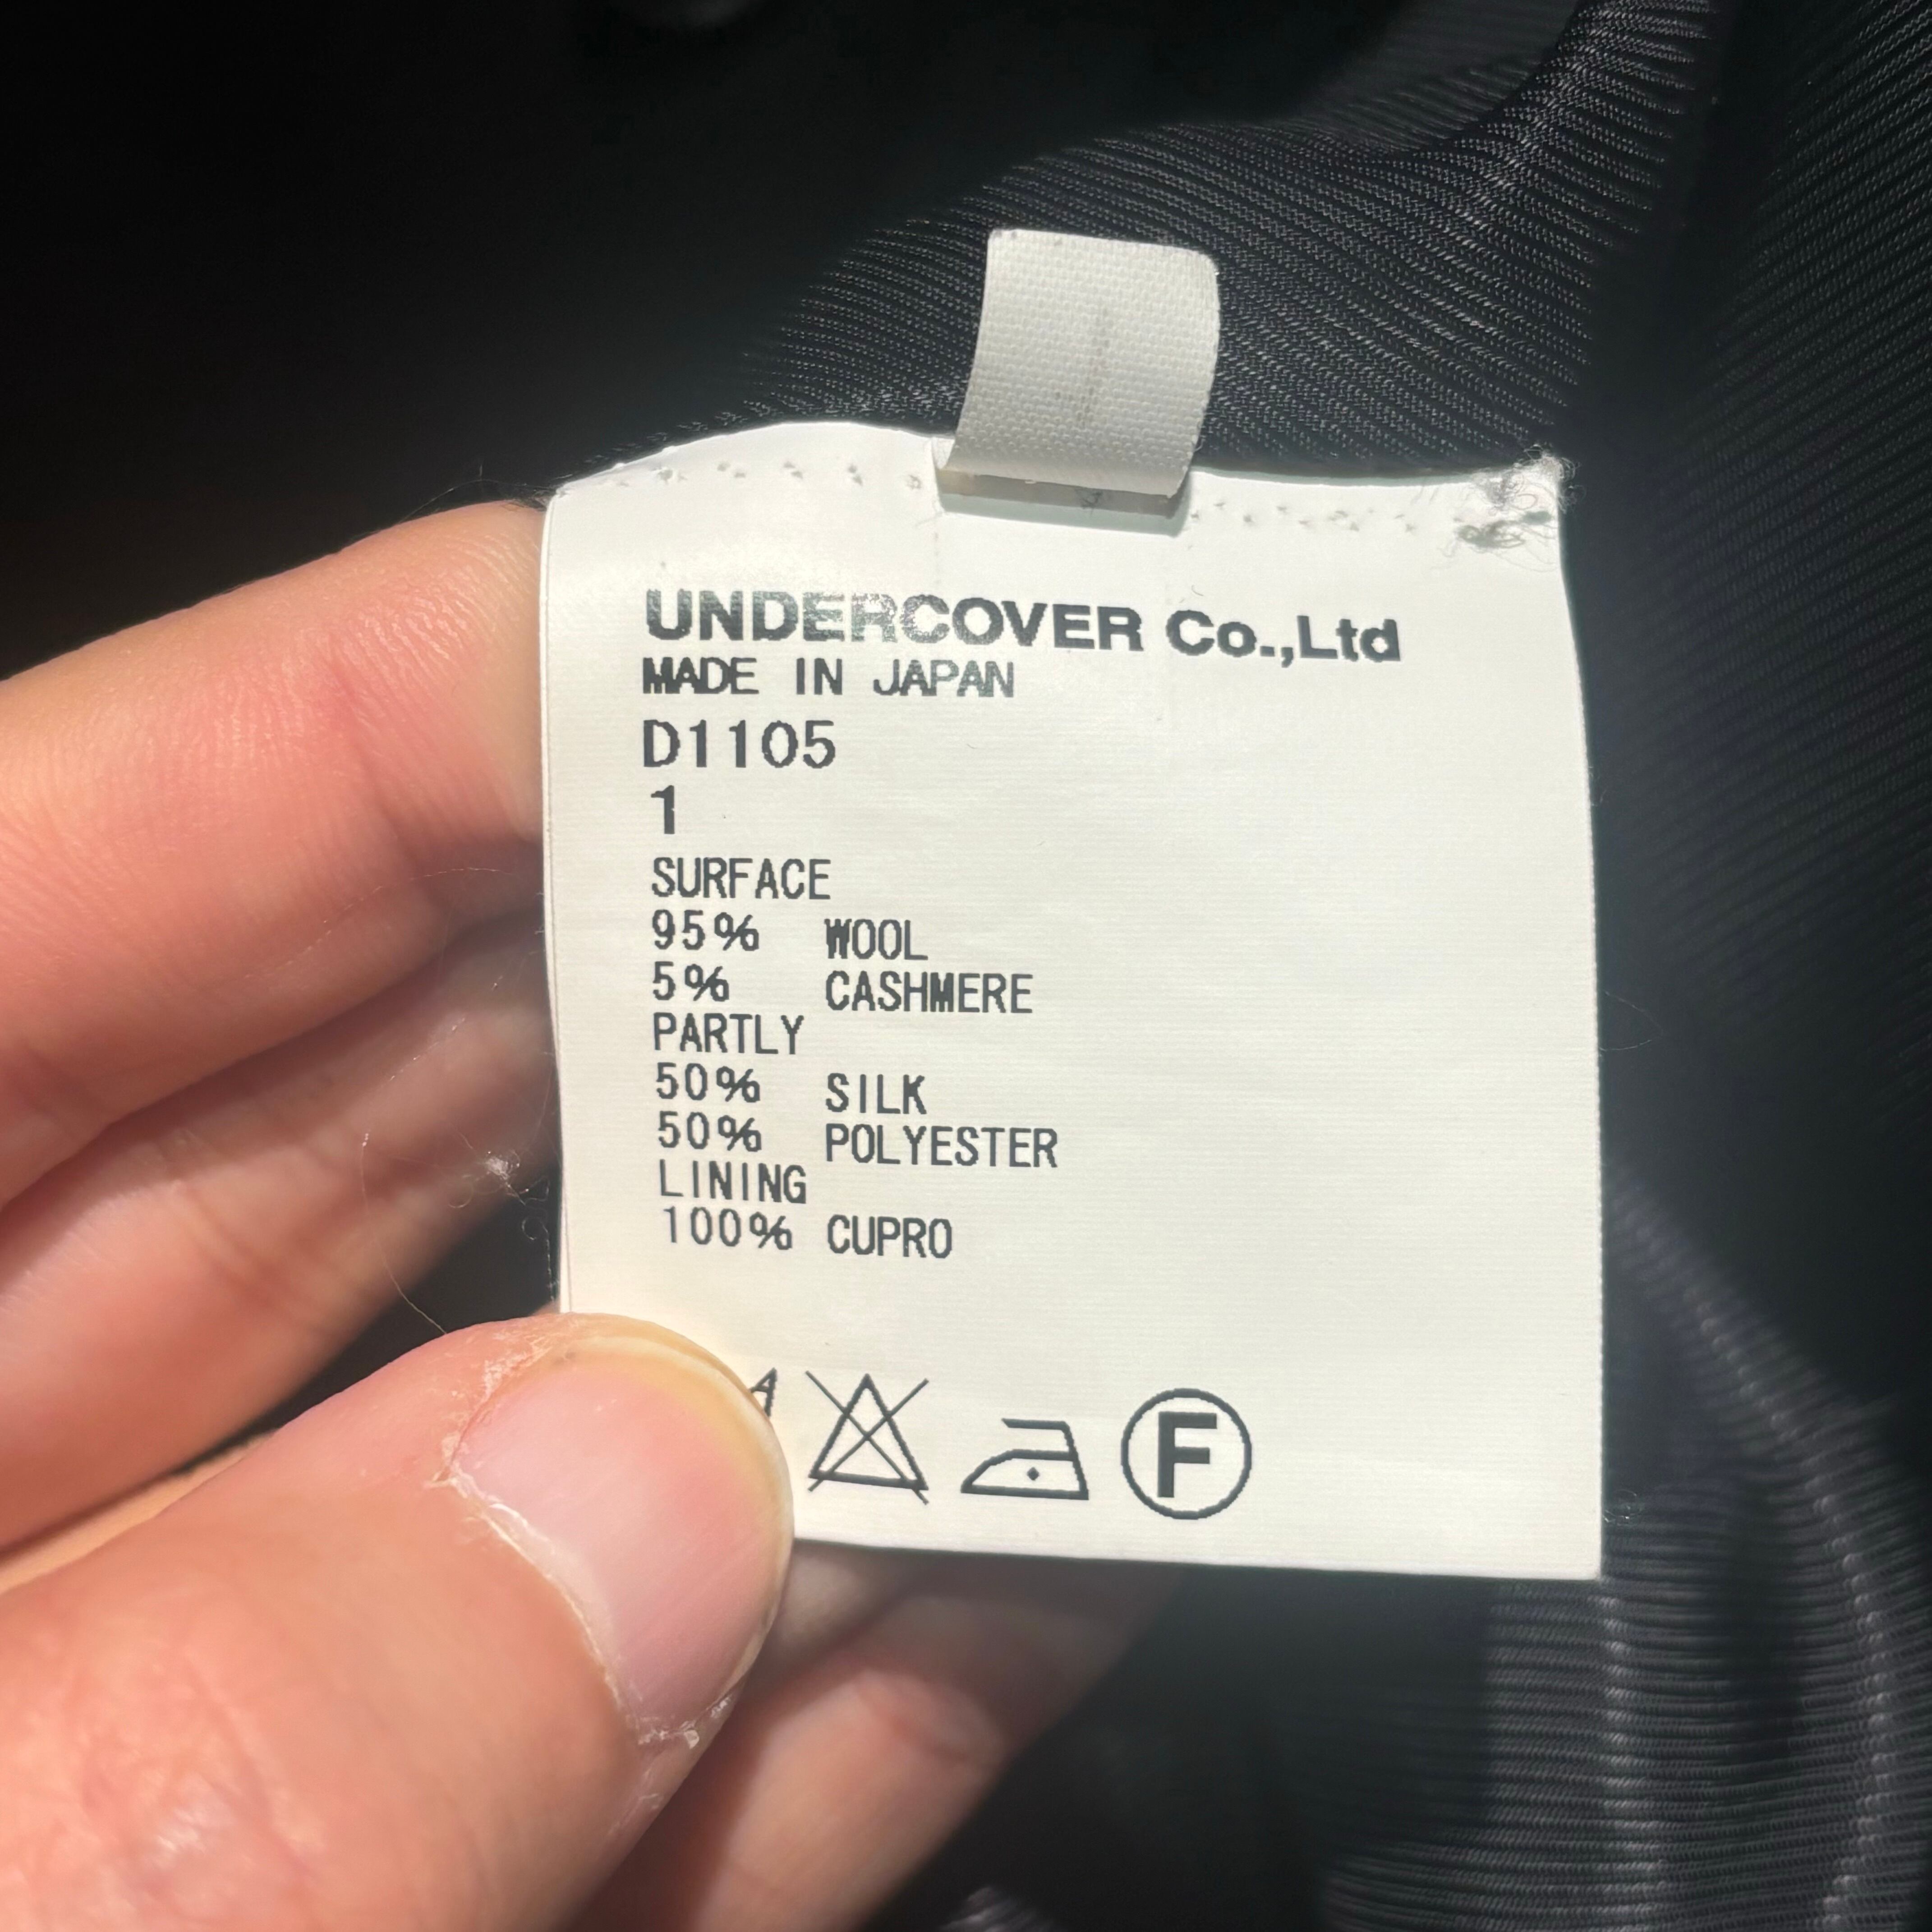 UNDERCOVER Co.,Ltd
MADE IN JAPAN
D1105
1
SURFACE
95% WOOL
5% CASHMERE
PARTLY
50% SILK
50% POLYESTER
LINING
100% CUPRO
F